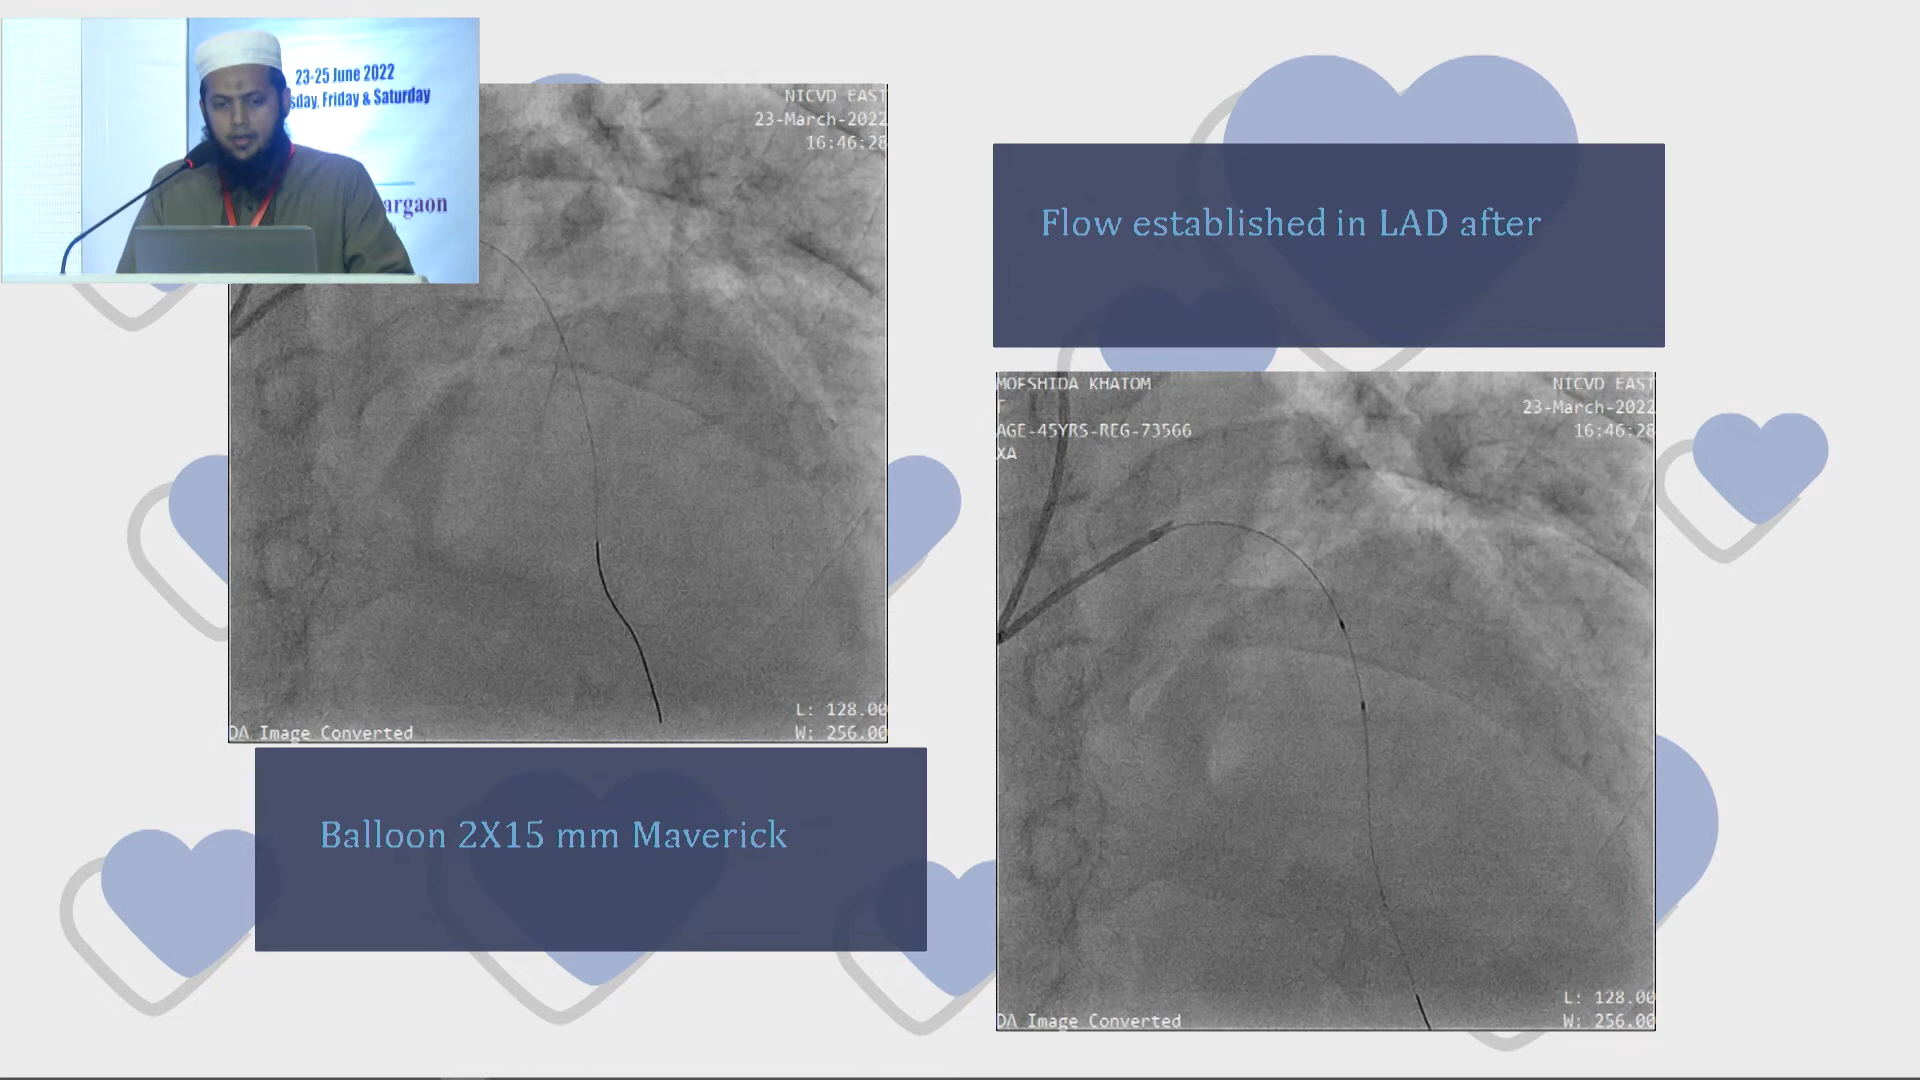 23-25 June 2022
sday, Friday & Saturday
argaon
NICVD EAST
23-March-2022
16:46:28
L: 128.00
DA Image Converted
W: 256.00
Balloon 2X15 mm Maverick
Flow established in LAD after
MOFSHIDA KHATOM
NICVD EAST
F
23-March-2022
AGE-45YRS-REG-73566
16:46:28
XA
L: 128.00
DA Image Converted
W: 256.00